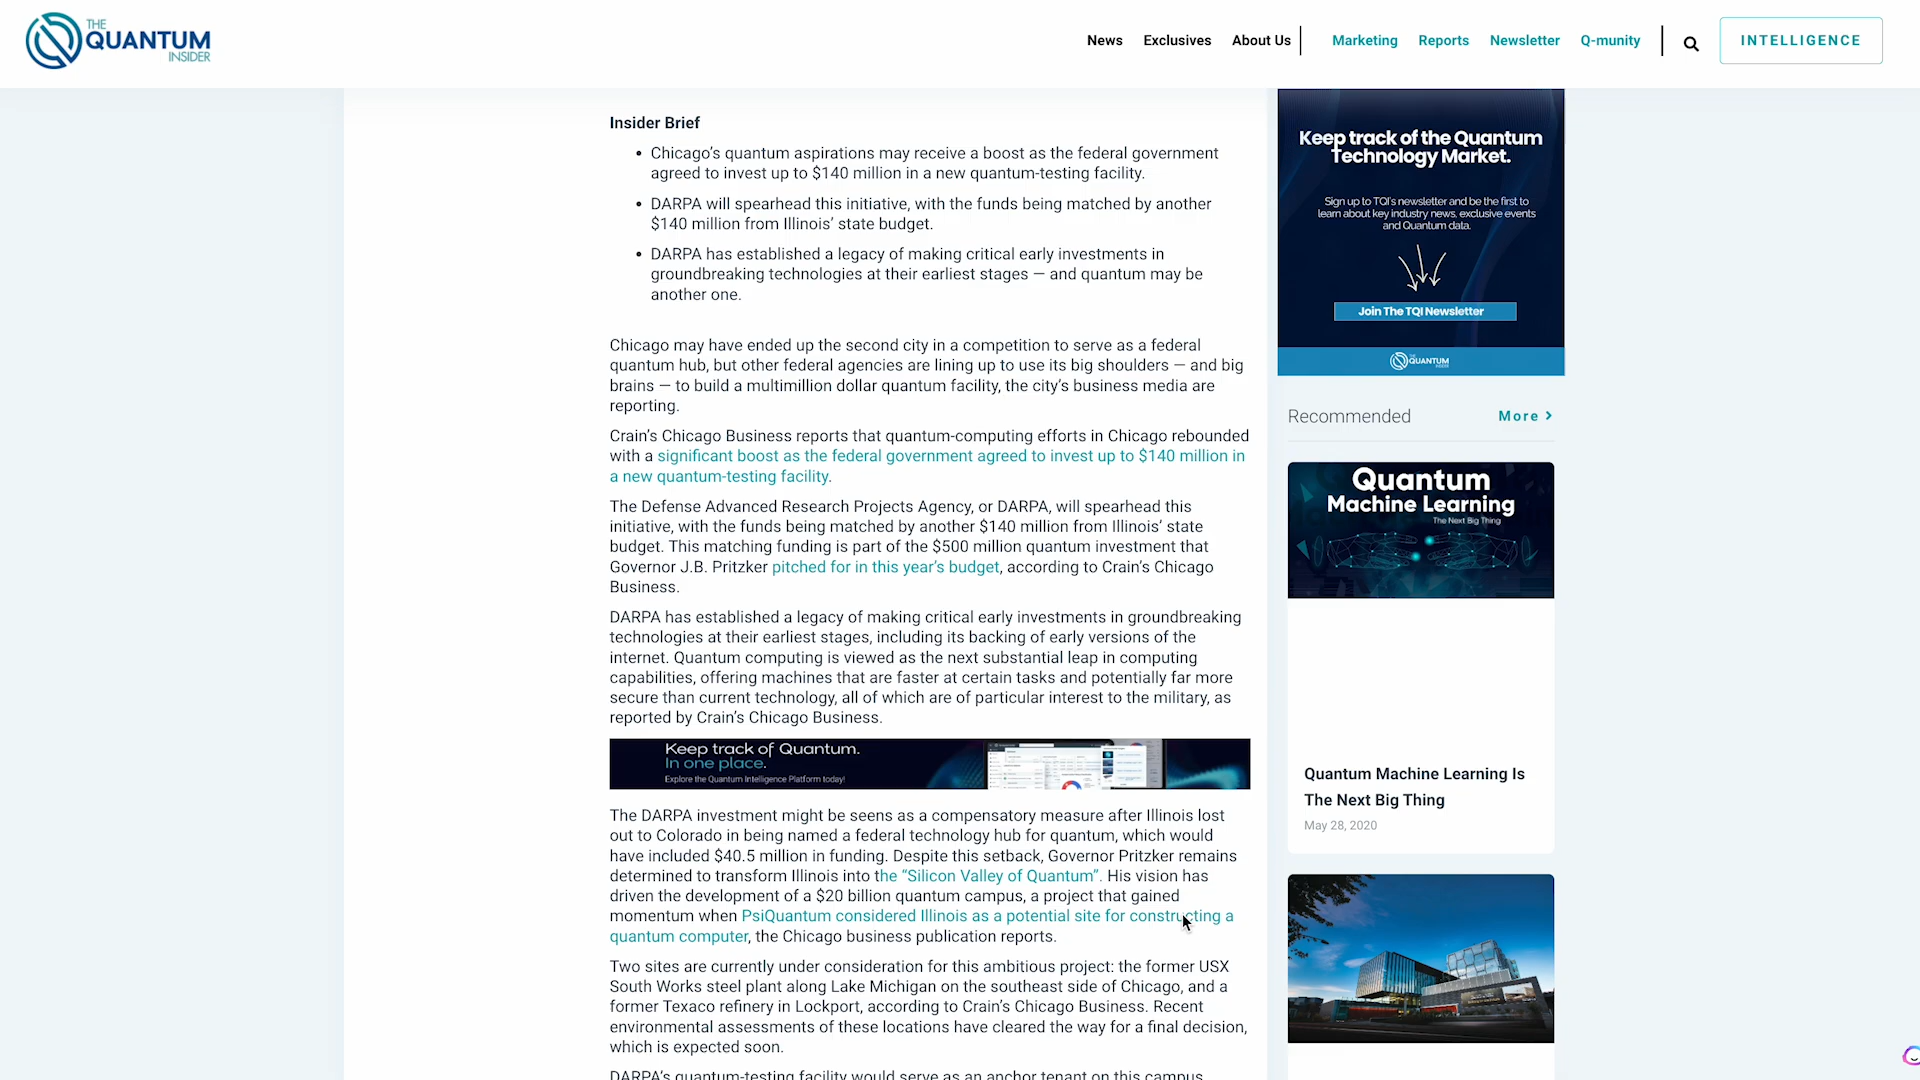 THE
QUANTUM
INSIDER
News
Exclusives
About Us
Marketing
Reports
Newsletter
Q-munity
INTELLIGENCE
Insider Brief
• Chicago’s quantum aspirations may receive a boost as the federal government
agreed to invest up to $140 million in a new quantum-testing facility.
• DARPA will spearhead this initiative, with the funds being matched by another
$140 million from Illinois’ state budget.
• DARPA has established a legacy of making critical early investments in
groundbreaking technologies at their earliest stages — and quantum may be
another one.
Chicago may have ended up the second city in a competition to serve as a federal
quantum hub, but other federal agencies are lining up to use its big shoulders — and big
brains — to build a multimillion dollar quantum facility, the city’s business media are
reporting.
Crain’s Chicago Business reports that quantum-computing efforts in Chicago rebounded
with a significant boost as the federal government agreed to invest up to $140 million in
a new quantum-testing facility.
The Defense Advanced Research Projects Agency, or DARPA, will spearhead this
initiative, with the funds being matched by another $140 million from Illinois’ state
budget. This matching funding is part of the $500 million quantum investment that
Governor J.B. Pritzker pitched for in this year’s budget, according to Crain’s Chicago
Business.
DARPA has established a legacy of making critical early investments in groundbreaking
technologies at their earliest stages, including its backing of early versions of the
internet. Quantum computing is viewed as the next substantial leap in computing
capabilities, offering machines that are faster at certain tasks and potentially far more
secure than current technology, all of which are of particular interest to the military, as
reported by Crain’s Chicago Business.
Keep track of Quantum.
In one place.
Explore the Quantum Intelligence Platform today!
The DARPA investment might be seens as a compensatory measure after Illinois lost
out to Colorado in being named a federal technology hub for quantum, which would
have included $40.5 million in funding. Despite this setback, Governor Pritzker remains
determined to transform Illinois into the “Silicon Valley of Quantum”. His vision has
driven the development of a $20 billion quantum campus, a project that gained
momentum when PsiQuantum considered Illinois as a potential site for constructing a
quantum computer, the Chicago business publication reports.
Two sites are currently under consideration for this ambitious project: the former USX
South Works steel plant along Lake Michigan on the southeast side of Chicago, and a
former Texaco refinery in Lockport, according to Crain’s Chicago Business. Recent
environmental assessments of these locations have cleared the way for a final decision,
which is expected soon.
DARPA’s quantum-testing facility would serve as an anchor tenant on this campus,
Keep track of the Quantum
Technology Market.
Sign up to TQI's newsletter and be the first to
learn about key industry news, exclusive events
and Quantum data.
Join The TQI Newsletter
QUANTUM
Recommended
More
Quantum
Machine Learning
The Next Big Thing
Quantum Machine Learning Is
The Next Big Thing
May 28, 2020